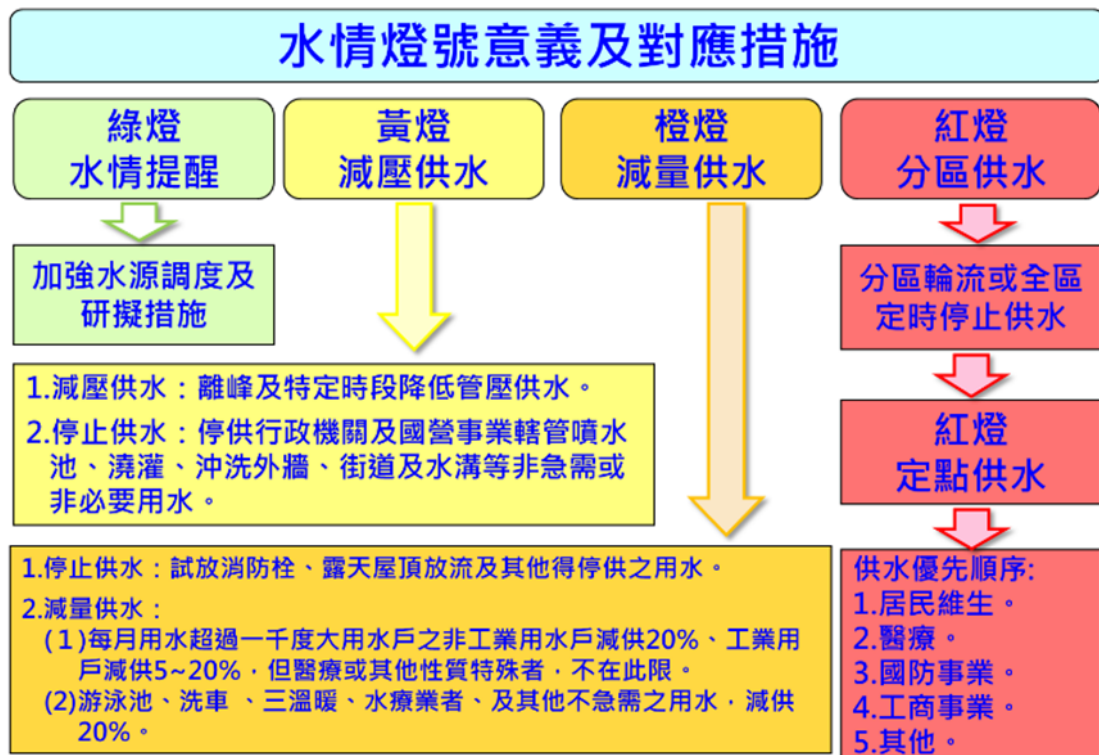 水情燈號意義及對應措施
綠燈
水情提醒
加強水源調度及
研擬措施
黃燈
減壓供水
1.減壓供水：離峰及特定時段降低管壓供水。
2.停止供水：停供行政機關及國營事業轄管噴水
池、澆灌、沖洗外牆、街道及水溝等非急需或
非必要用水。
橙燈
減量供水
1.停止供水：試放消防栓、露天屋頂放流及其他得停供之用水。
2.減量供水：
(１)每月用水超過一千度大用水戶之非工業用水戶減供20%、工業用
戶減供5~20%，但醫療或其他性質特殊者，不在此限。
(2)游泳池、洗車 、三溫暖、水療業者、及其他不急需之用水，減供
20%。
紅燈
分區供水
分區輪流或全區
定時停止供水
紅燈
定點供水
供水優先順序:
1.居民維生。
2.醫療。
3.國防事業。
4.工商事業。
5.其他。